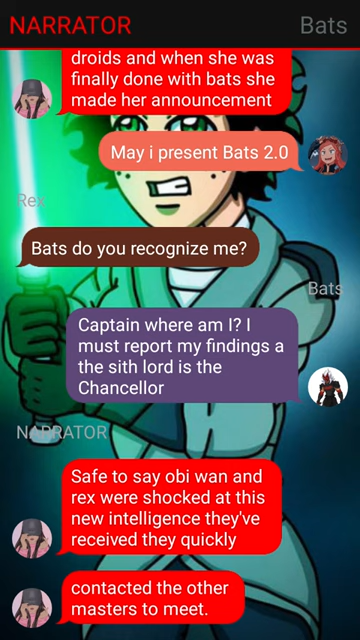 NARRATOR
Bats
droids and when she was
finally done with bats she
made her announcement
May i present Bats 2.0
Rex
Bats do you recognize me?
Bats
Captain where am I? I
must report my findings a
the sith lord is the
Chancellor
NARRATOR
Safe to say obi wan and
rex were shocked at this
new intelligence they've
received they quickly
contacted the other
masters to meet.